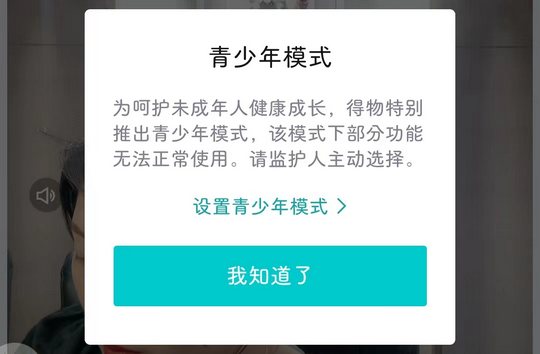 青少年模式
为呵护未成年人健康成长，得物特别
推出青少年模式，该模式下部分功能
无法正常使用。请监护人主动选择。
设置青少年模式
我知道了